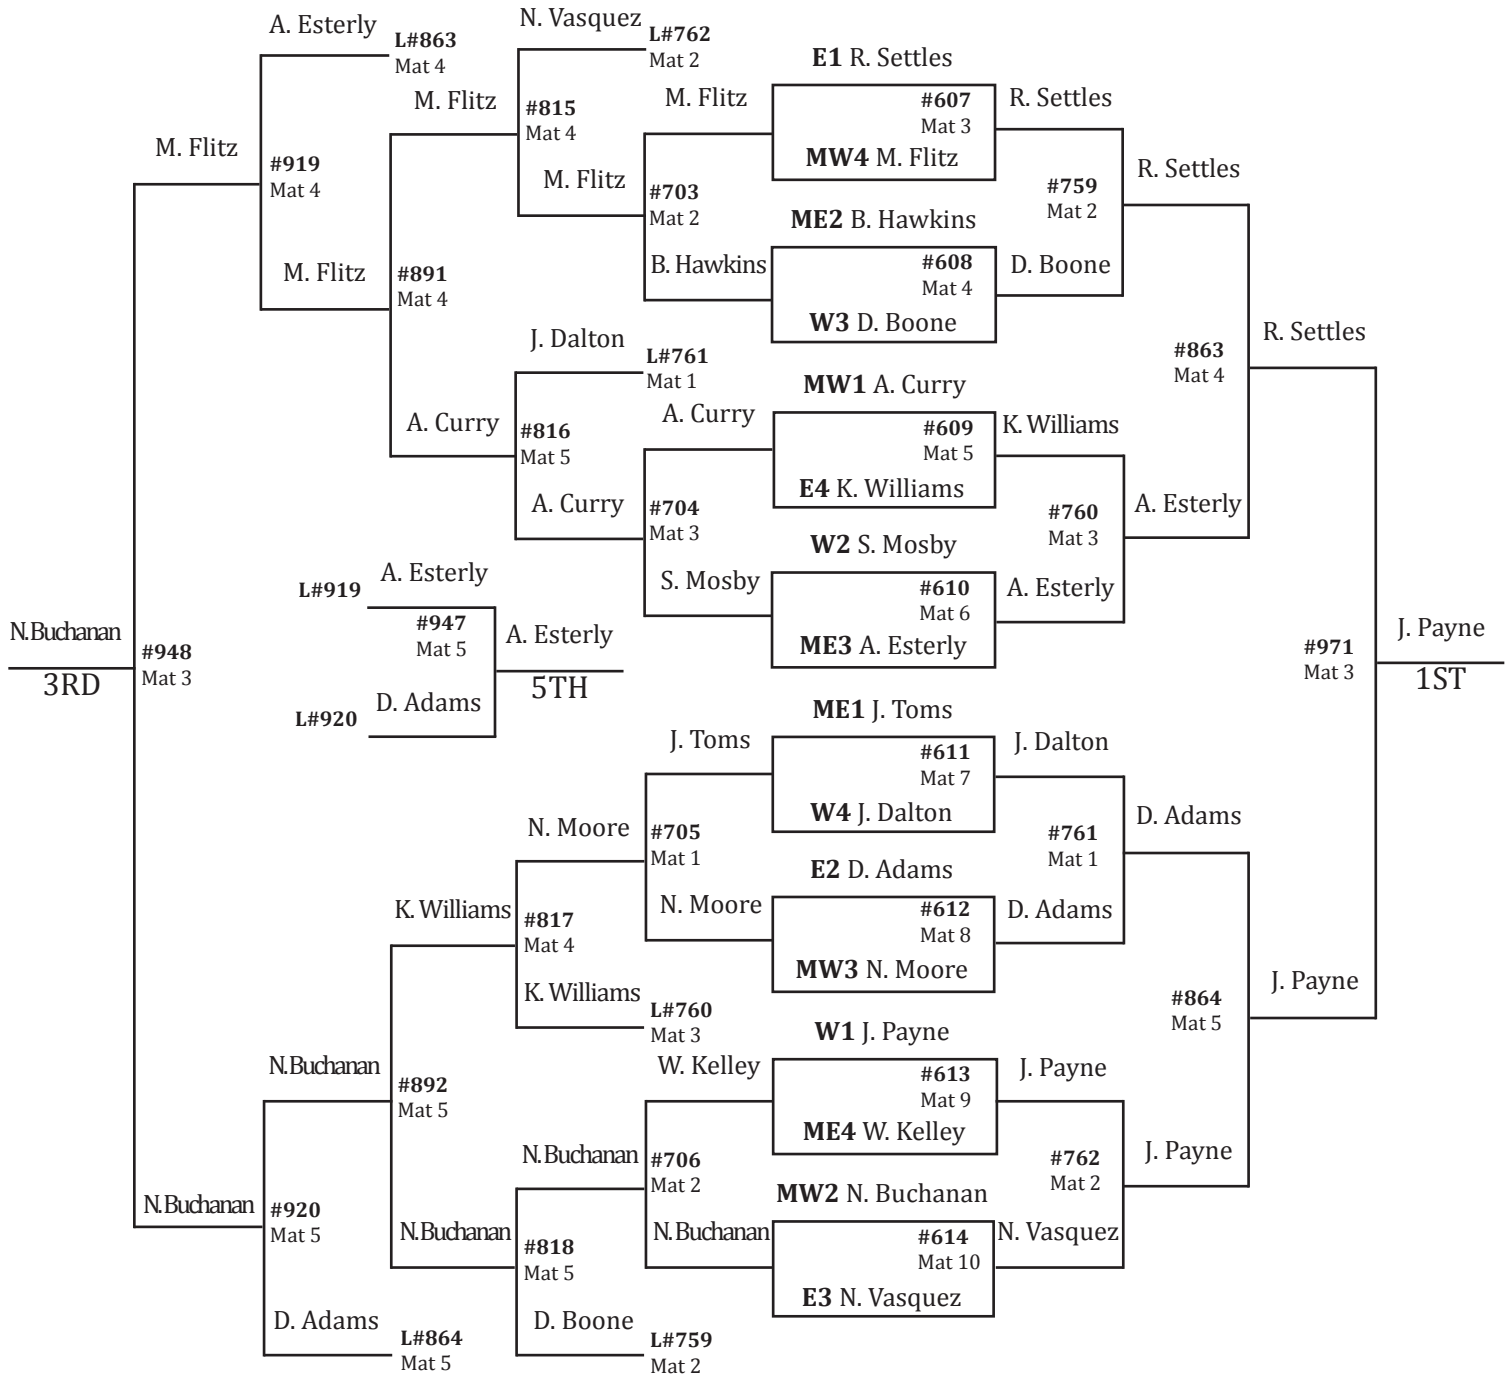 A. Esterly
L#863
Mat 4
N. Vasquez
L#762
Mat 2
E1 R. Settles
M. Flitz
#815
Mat 4
M. Flitz
#607
Mat 3
R. Settles
M. Flitz
#919
Mat 4
M. Flitz
#703
Mat 2
MW4 M. Flitz
#759
Mat 2
R. Settles
ME2 B. Hawkins
M. Flitz
#891
Mat 4
B. Hawkins
#608
Mat 4
D. Boone
W3 D. Boone
J. Dalton
L#761
Mat 1
#863
Mat 4
R. Settles
MW1 A. Curry
A. Curry
#816
Mat 5
A. Curry
#609
Mat 5
K. Williams
A. Curry
#704
Mat 3
E4 K. Williams
#760
Mat 3
A. Esterly
W2 S. Mosby
L#919
A. Esterly
S. Mosby
#610
Mat 6
A. Esterly
N.Buchanan
3RD
#948
Mat 3
#947
Mat 5
A. Esterly
5TH
ME3 A. Esterly
#971
Mat 3
J. Payne
1ST
L#920
D. Adams
ME1 J. Toms
J. Toms
#611
Mat 7
J. Dalton
N. Moore
#705
Mat 1
W4 J. Dalton
#761
Mat 1
D. Adams
E2 D. Adams
K. Williams
#817
Mat 4
N. Moore
#612
Mat 8
D. Adams
MW3 N. Moore
K. Williams
L#760
Mat 3
#864
Mat 5
J. Payne
W1 J. Payne
N.Buchanan
#892
Mat 5
W. Kelley
#613
Mat 9
J. Payne
ME4 W. Kelley
N.Buchanan
#706
Mat 2
#762
Mat 2
J. Payne
MW2 N. Buchanan
N.Buchanan
#920
Mat 5
N.Buchanan
#818
Mat 5
N.Buchanan
#614
Mat 10
N. Vasquez
E3 N. Vasquez
D. Adams
L#864
Mat 5
D. Boone
L#759
Mat 2